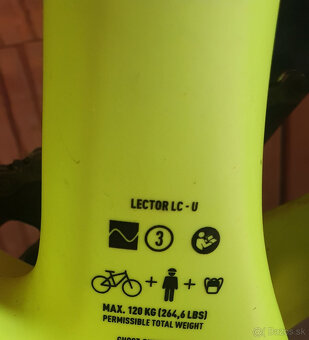 LECTOR LC - U
3
+ +
MAX. 120 KG (264,6 LBS)
PERMISSIBLE TOTAL WEIGHT